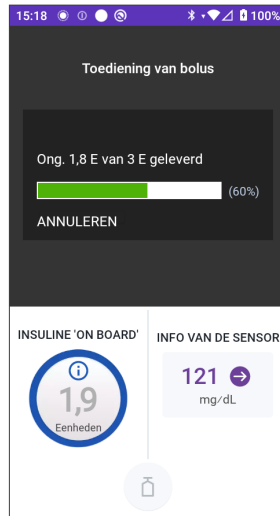 15:18 100%
Toediening van bolus
Ong. 1,8 E van 3 E geleverd
(60%)
ANNULEREN
INSULINE 'ON BOARD'
1,9
Eenheden
INFO VAN DE SENSOR
121
mg/dL